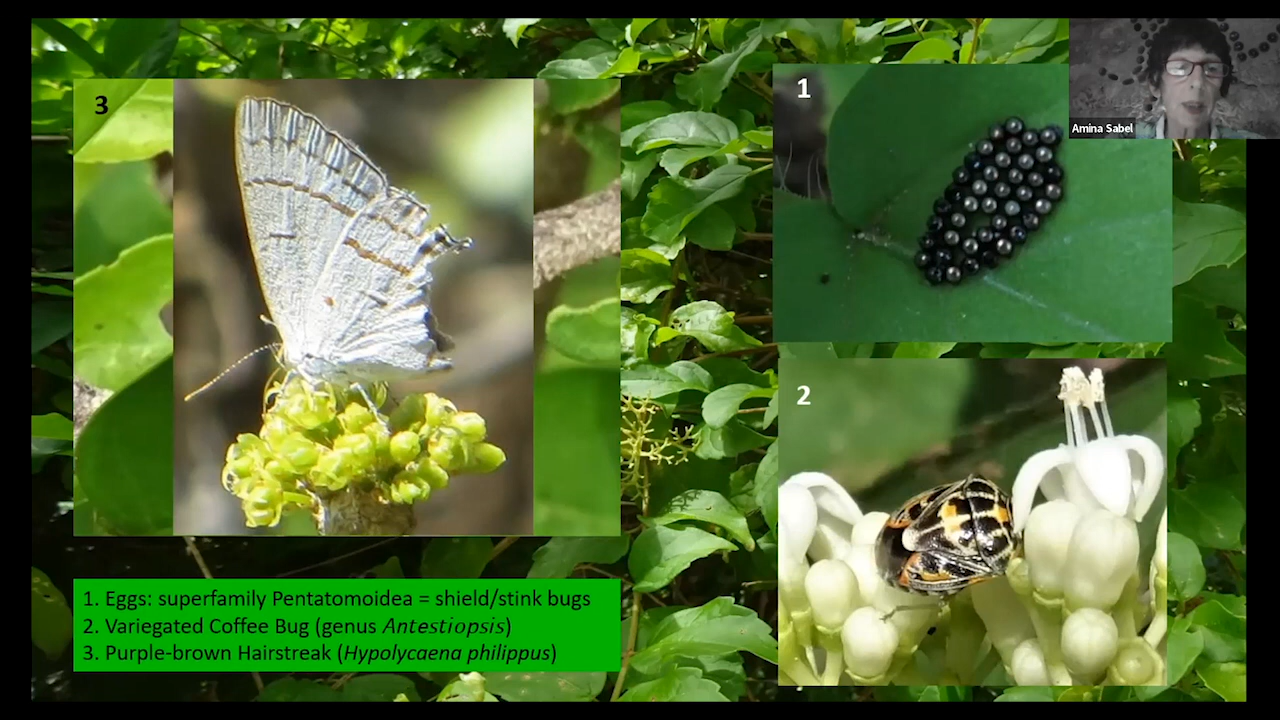 3
1
Amina Sabel
2
1. Eggs: superfamily Pentatomoidea = shield/stink bugs
2. Variegated Coffee Bug (genus Antestiopsis)
3. Purple-brown Hairstreak (Hypolycaena philippus)